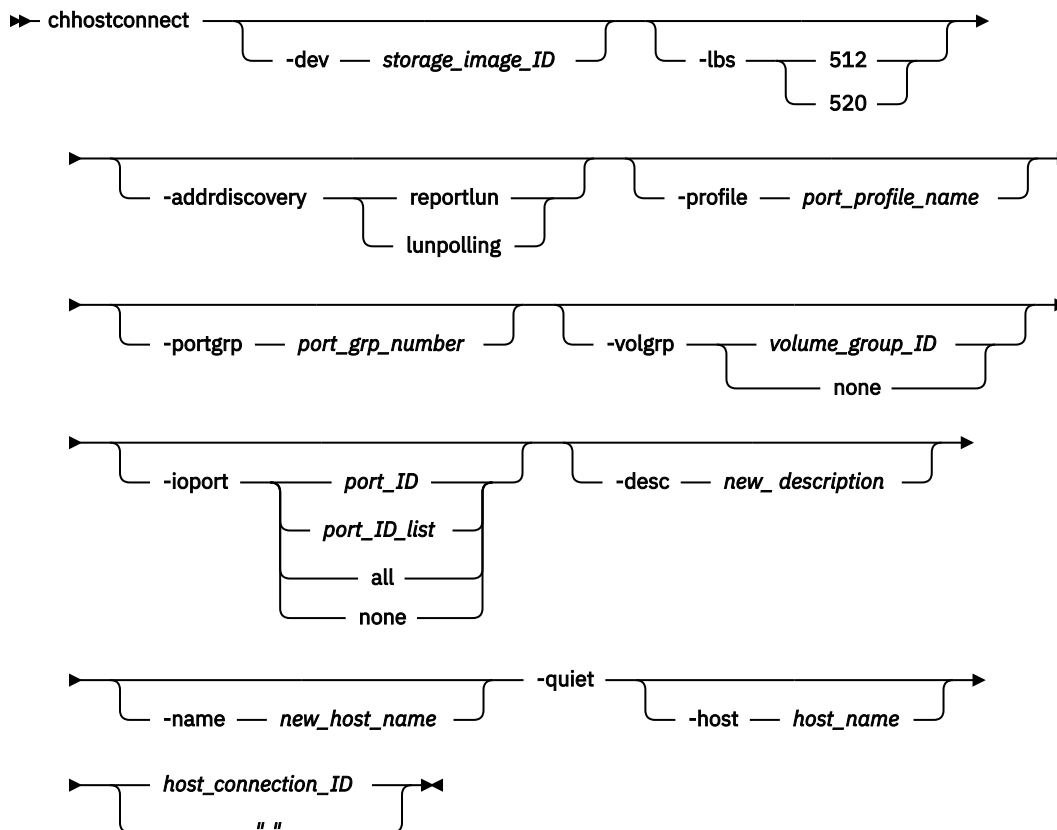 chhostconnect
-dev storage_image_ID -lbs 512
520
-addrdiscovery reportlun -profile port_profile_name
lunpolling
-portgrp port_grp_number -volgrp volume_group_ID
none
-ioport port_ID -desc new_ description
port_ID_list
all
none
-quiet
-name new_host_name -host host_name
host_connection_ID
" "